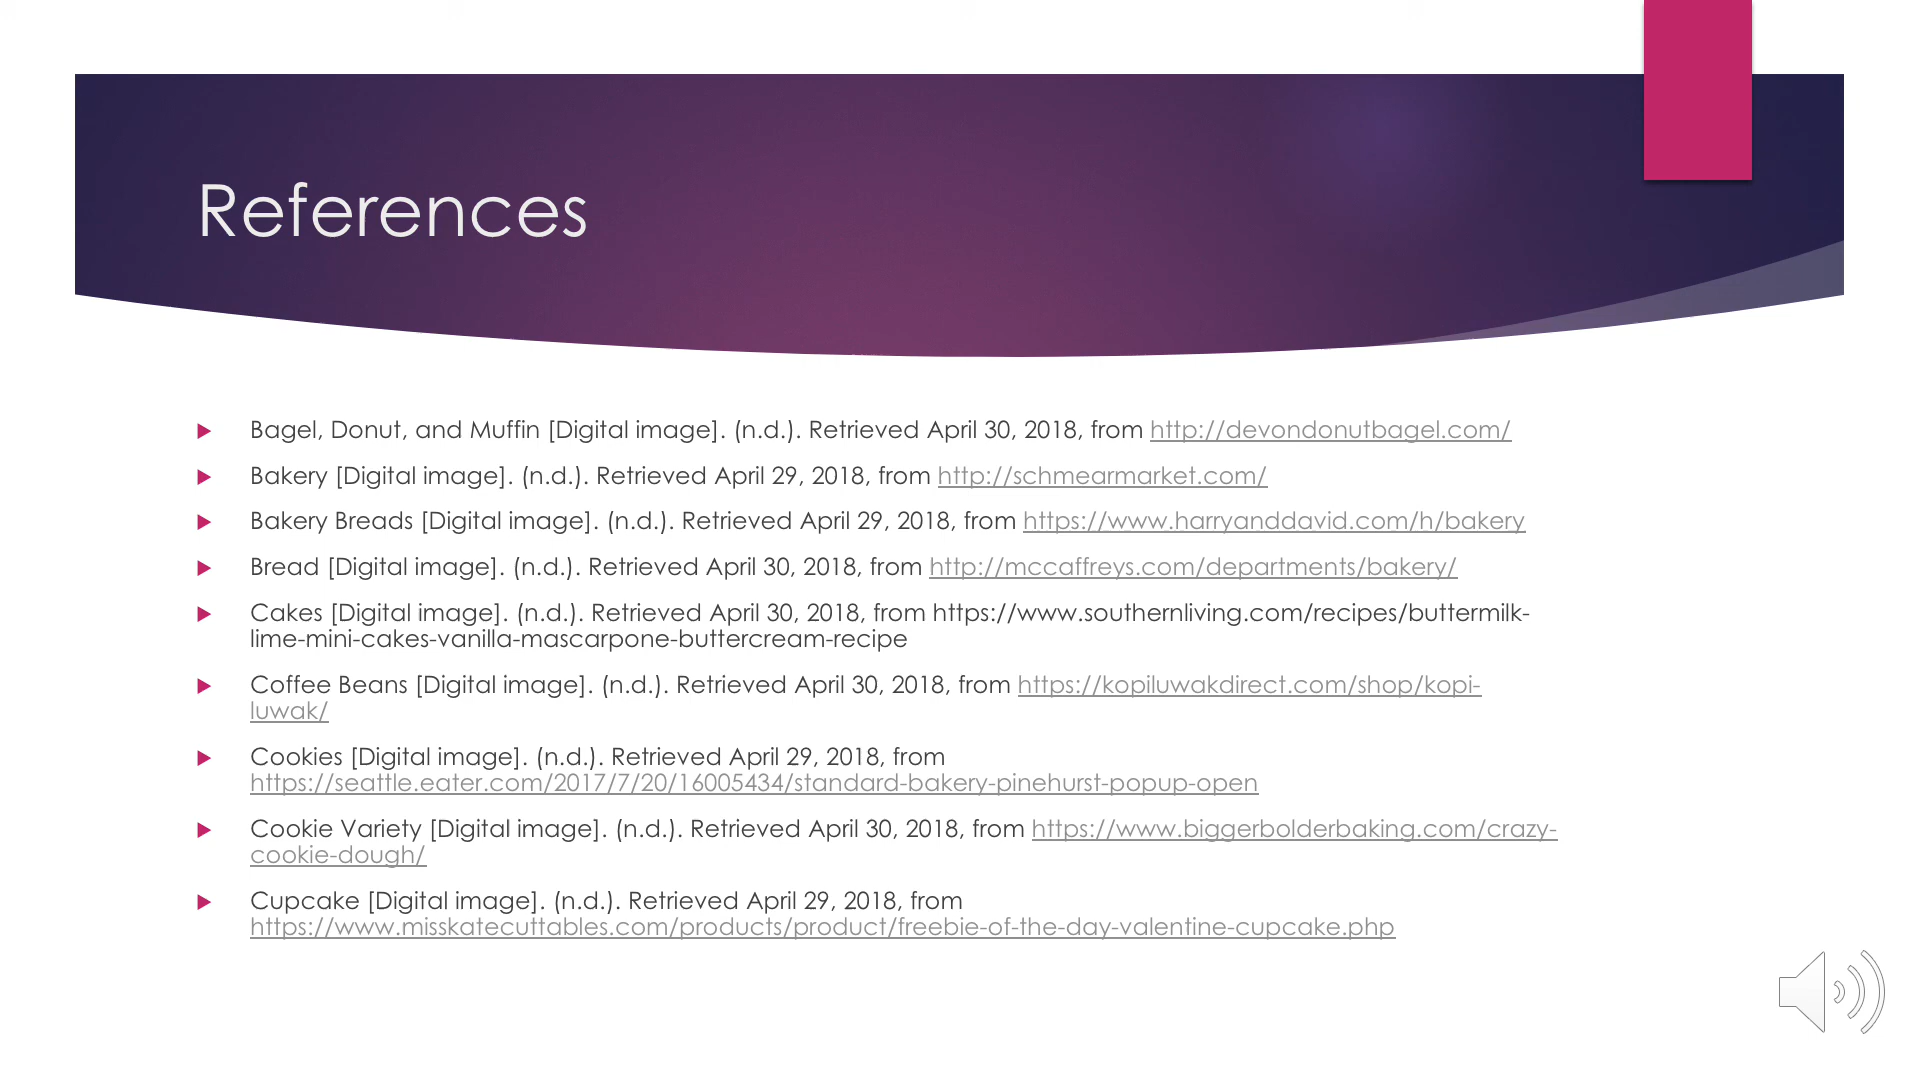 References
Bagel, Donut, and Muffin [Digital image]. (n.d.). Retrieved April 30, 2018, from http://devondonutbagel.com/
Bakery [Digital image]. (n.d.). Retrieved April 29, 2018, from http://schmearmarket.com/
Bakery Breads [Digital image]. (n.d.). Retrieved April 29, 2018, from https://www.harryanddavid.com/h/bakery
Bread [Digital image]. (n.d.). Retrieved April 30, 2018, from http://mccaffreys.com/departments/bakery/
Cakes [Digital image]. (n.d.). Retrieved April 30, 2018, from https://www.southernliving.com/recipes/buttermilk-
lime-mini-cakes-vanilla-mascarpone-buttercream-recipe
Coffee Beans [Digital image]. (n.d.). Retrieved April 30, 2018, from https://kopiluwakdirect.com/shop/kopi-
luwak/
Cookies [Digital image]. (n.d.). Retrieved April 29, 2018, from
https://seattle.eater.com/2017/7/20/16005434/standard-bakery-pinehurst-popup-open
Cookie Variety [Digital image]. (n.d.). Retrieved April 30, 2018, from https://www.biggerbolderbaking.com/crazy-
cookie-dough/
Cupcake [Digital image]. (n.d.). Retrieved April 29, 2018, from
https://www.misskatecuttables.com/products/product/freebie-of-the-day-valentine-cupcake.php